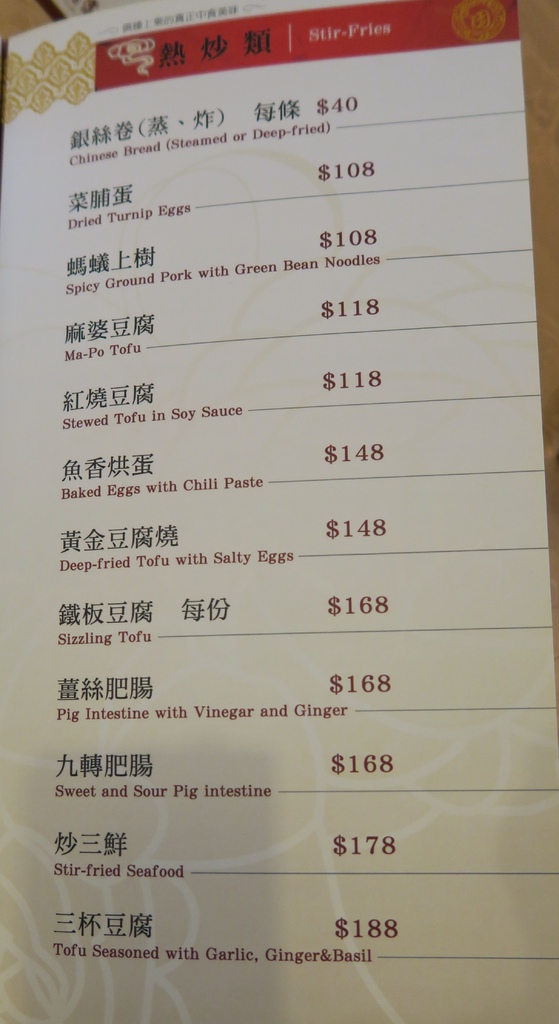 熱炒類 | Stir-Fries
銀絲卷(蒸、炸) 每條 $40
Chinese Bread (Steamed or Deep-fried)
菜脯蛋 $108
Dried Turnip Eggs
螞蟻上樹 $108
Spicy Ground Pork with Green Bean Noodles
麻婆豆腐 $118
Ma-Po Tofu
紅燒豆腐 $118
Stewed Tofu in Soy Sauce
魚香烘蛋 $148
Baked Eggs with Chili Paste
黃金豆腐燒 $148
Deep-fried Tofu with Salty Eggs
鐵板豆腐 每份 $168
Sizzling Tofu
薑絲肥腸 $168
Pig Intestine with Vinegar and Ginger
九轉肥腸 $168
Sweet and Sour Pig intestine
炒三鮮 $178
Stir-fried Seafood
三杯豆腐 $188
Tofu Seasoned with Garlic, Ginger&Basil